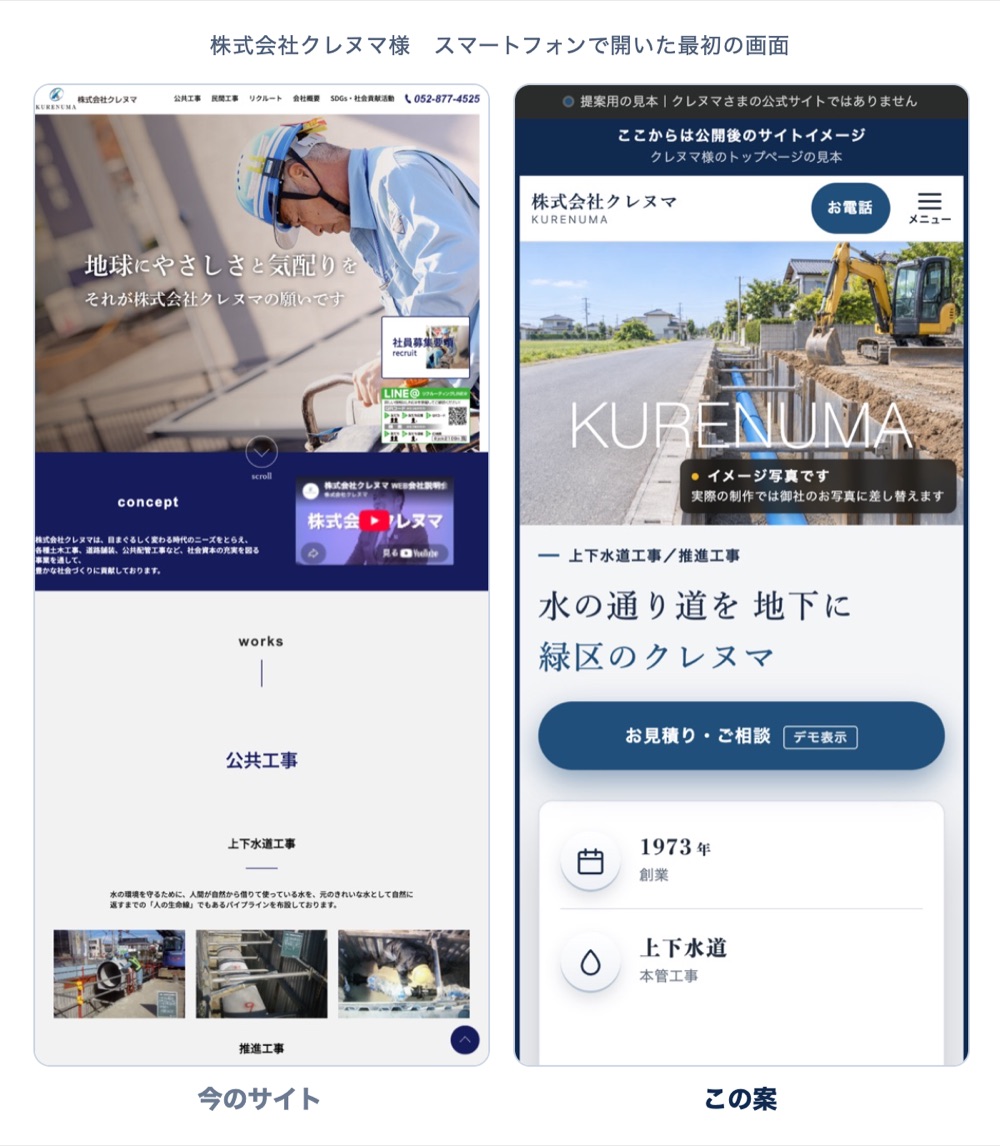 株式会社クレヌマ様　スマートフォンで開いた最初の画面
KURENUMA
株式会社クレヌマ
公共工事 民間工事 リクルート 会社概要 SDGs・社会貢献活動 052-877-4525
地球にやさしさと気配りを
それが株式会社クレヌマの願いです
社員募集要項
recruit
LINE@
scroll
concept
株式会社クレヌマ WEB会社説明会
株式会社クレヌマ
見る YouTube
株式会社クレヌマは、目まぐるしく変わる時代のニーズをとらえ、
各種土木工事、道路舗装、公共配管工事など、社会資本の充実を図る
事業を通して、
豊かな社会づくりに貢献しております。
works
公共工事
上下水道工事
水の環境を守るために、人間が自然から借りて使っている水を、元のきれいな水として自然に
返すまでの「人の生命線」でもあるパイプラインを布設しております。
推進工事
今のサイト
提案用の見本｜クレヌマさまの公式サイトではありません
ここからは公開後のサイトイメージ
クレヌマ様のトップページの見本
株式会社クレヌマ
KURENUMA
お電話
メニュー
KURENUMA
イメージ写真です
実際の制作では御社のお写真に差し替えます
上下水道工事／推進工事
水の通り道を 地下に
緑区のクレヌマ
お見積り・ご相談 デモ表示
1973 年
創業
上下水道
本管工事
この案